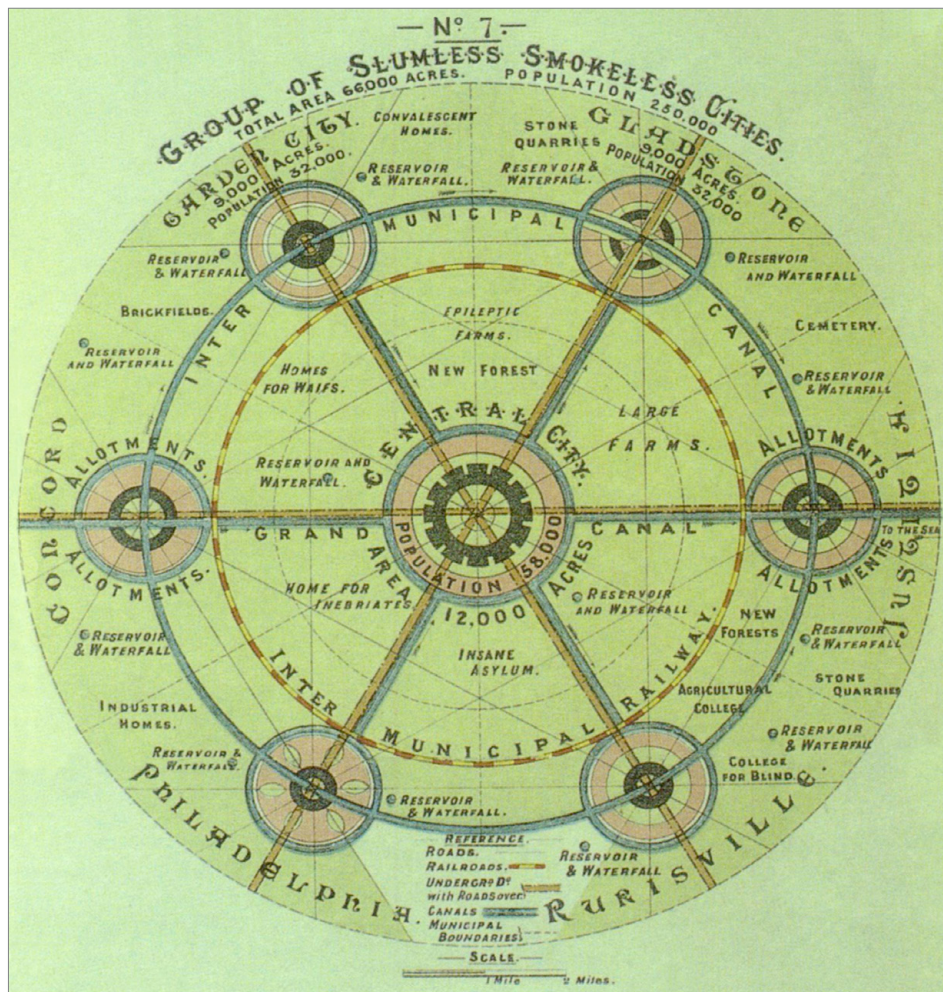 — Nº 7. —
GROUP OF SLUMLESS SMOKELESS CITIES.
TOTAL AREA 66,000 ACRES. POPULATION 250,000
GARDEN CITY.
9,000 ACRES.
POPULATION 32,000.
CONVALESCENT
HOMES.
STONE
QUARRIES
GLADSTONE
9,000 ACRES.
POPULATION 32,000
RESERVOIR
& WATERFALL.
RESERVOIR &
WATERFALL.
MUNICIPAL
RESERVOIR
& WATERFALL
RESERVOIR
AND WATERFALL
BRICKFIELDS.
INTER
EPILEPTIC
FARMS.
CANAL
CEMETERY.
RESERVOIR
AND WATERFALL
HOMES
FOR WAIFS.
NEW FOREST
RESERVOIR
& WATERFALL
LARGE
FARMS.
CENTRAL CITY.
CONCORD
ALLOTMENTS.
RESERVOIR AND
WATERFALL.
ALLOTMENTS
JUSTITIA
GRAND
CANAL
TO THE SEA
POPULATION 58,000
AREA 12,000 ACRES
ALLOTMENTS.
ALLOTMENTS
HOME FOR
INEBRIATES
RESERVOIR
AND WATERFALL
NEW
FORESTS
RESERVOIR
& WATERFALL
RESERVOIR
& WATERFALL
INSANE
ASYLUM.
STONE
QUARRIES
AGRICULTURAL
COLLEGE
INDUSTRIAL
HOMES.
INTER MUNICIPAL RAILWAY.
RESERVOIR
& WATERFALL
RESERVOIR &
WATERFALL
COLLEGE
FOR BLIND
PHILADELPHIA.
RESERVOIR
& WATERFALL.
RURISVILLE.
REFERENCE.
ROADS.
RAILROADS.
UNDERGRD Dº
with ROADS over.
CANALS
MUNICIPAL
BOUNDARIES
RESERVOIR
& WATERFALL
— SCALE. —
1 Mile 2 Miles.